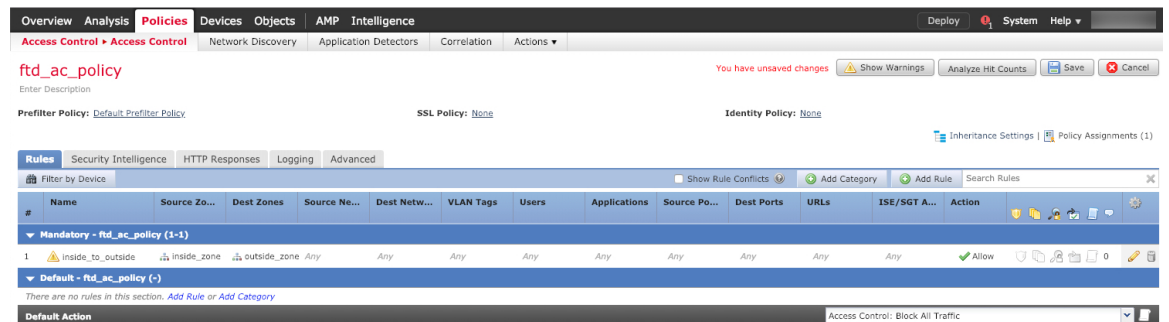 Overview Analysis Policies Devices Objects AMP Intelligence Deploy 1 System Help
Access Control ▸ Access Control Network Discovery Application Detectors Correlation Actions
ftd_ac_policy You have unsaved changes Show Warnings Analyze Hit Counts Save Cancel
Enter Description
Prefilter Policy: Default Prefilter Policy SSL Policy: None Identity Policy: None
Inheritance Settings | Policy Assignments (1)
Rules Security Intelligence HTTP Responses Logging Advanced
Filter by Device Show Rule Conflicts Add Category Add Rule Search Rules
# Name Source Zo... Dest Zones Source Ne... Dest Netw... VLAN Tags Users Applications Source Po... Dest Ports URLs ISE/SGT A... Action
Mandatory - ftd_ac_policy (1-1)
1 inside_to_outside inside_zone outside_zone Any Any Any Any Any Any Any Any Any Allow 0
Default - ftd_ac_policy (-)
There are no rules in this section. Add Rule or Add Category
Default Action Access Control: Block All Traffic